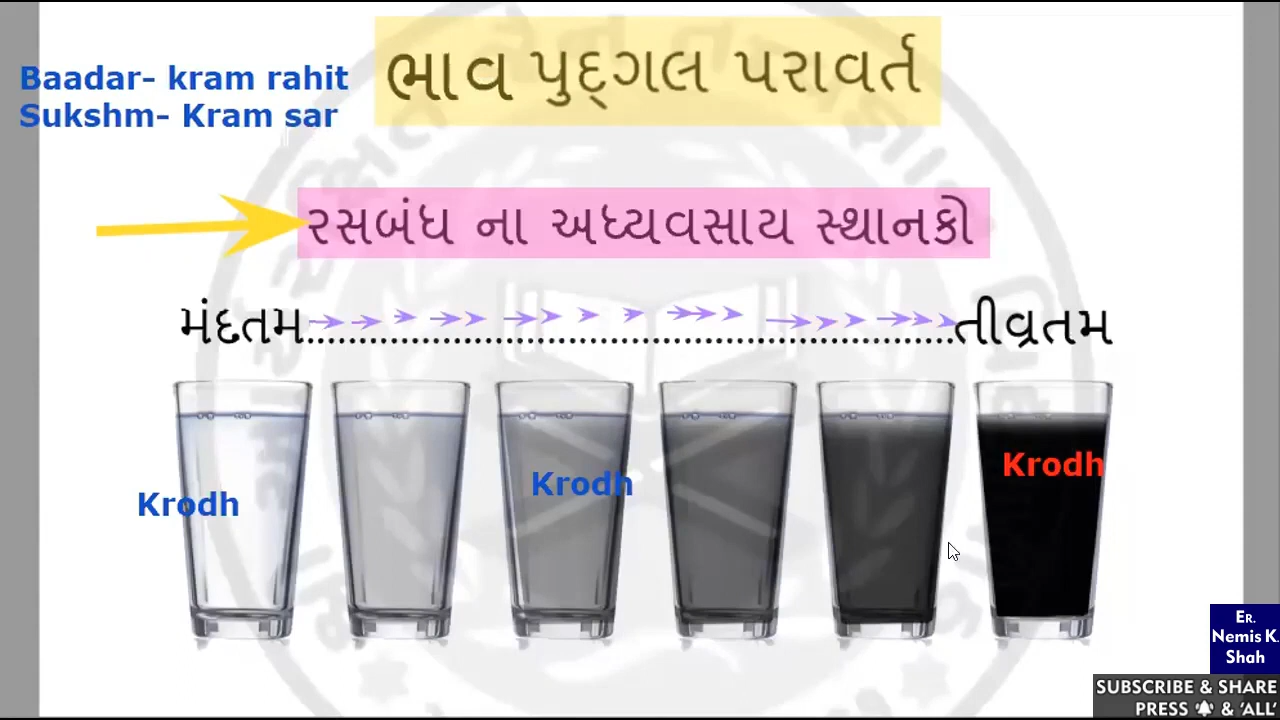 ભાવ પુદ્ગલ પરાવર્ત
Baadar- kram rahit
Sukshm- Kram sar
રસબંધ ના અધ્યવસાય સ્થાનકો
મંદતમ......................................................તીવ્રતમ
Krodh
Krodh
Krodh
ER.
Nemis K.
Shah
SUBSCRIBE & SHARE
PRESS & 'ALL'